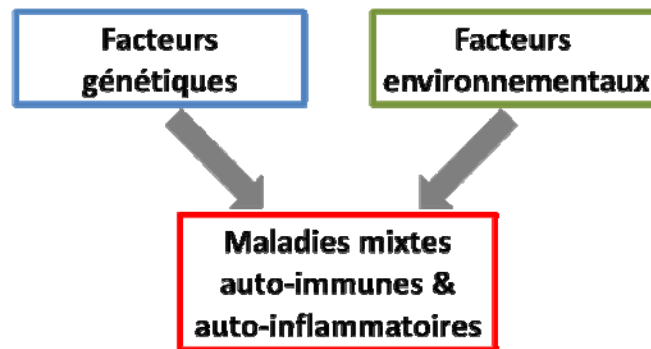 Facteurs
génétiques
Facteurs
environnementaux
Maladies mixtes
auto-immunes &
auto-inflammatoires